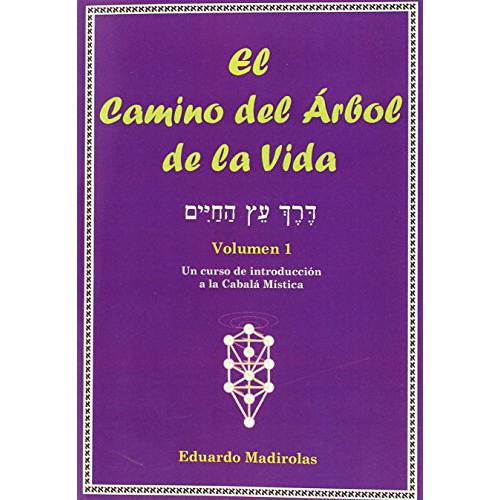 El
Camino del Árbol
de la Vida
דֶּרֶךְ עֵץ הַחַיִּים
Volumen 1
Un curso de introducción
a la Cabalá Mística
Eduardo Madirolas